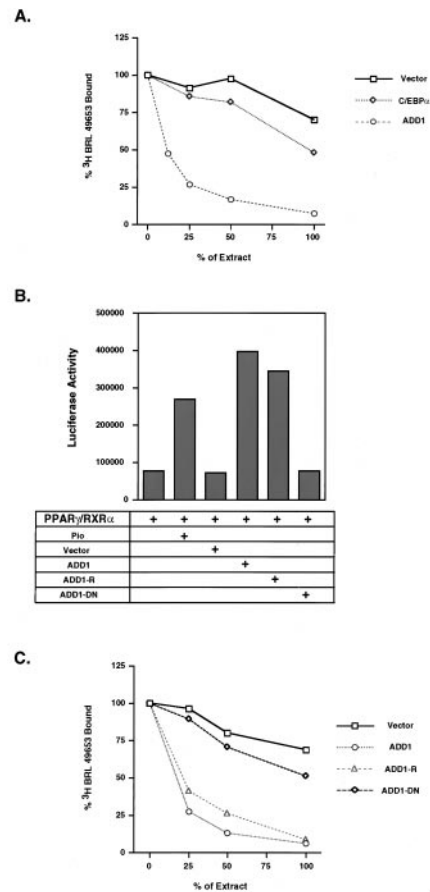 A.
125
100
75
50
25
0
% ³H BRL 49653 Bound
0 25 50 75 100
% of Extract
Vector
C/EBPα
ADD1
B.
500000
400000
300000
200000
100000
0
Luciferase Activity
PPARγ/RXRα + + + + + +
Pio +
Vector +
ADD1 +
ADD1-R +
ADD1-DN +
C.
125
100
75
50
25
0
% ³H BRL 49653 Bound
0 25 50 75 100
% of Extract
Vector
ADD1
ADD1-R
ADD1-DN